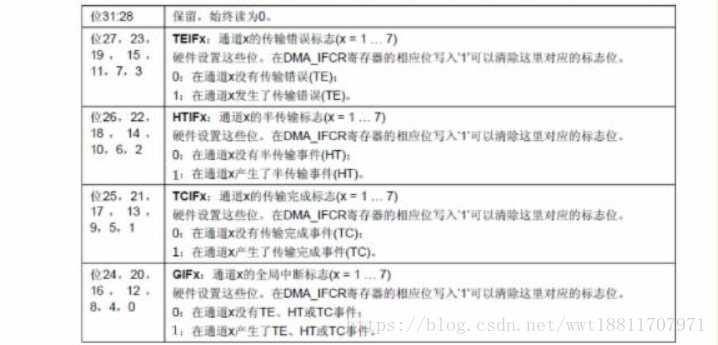 位31:28 保留，始终读为0。
位27，23， TEIFx：通道x的传输错误标志(x = 1 … 7)
19，15， 硬件设置这些位。在DMA_IFCR寄存器的相应位写入'1'可以清除这里对应的标志位。
11，7，3 0：在通道x没有传输错误(TE)；
1：在通道x发生了传输错误(TE)。
位26，22， HTIFx：通道x的半传输标志(x = 1 … 7)
18，14， 硬件设置这些位。在DMA_IFCR寄存器的相应位写入'1'可以清除这里对应的标志位。
10，6，2 0：在通道x没有半传输事件(HT)；
1：在通道x产生了半传输事件(HT)。
位25，21， TCIFx：通道x的传输完成标志(x = 1 … 7)
17，13， 硬件设置这些位。在DMA_IFCR寄存器的相应位写入'1'可以清除这里对应的标志位。
9，5，1 0：在通道x没有传输完成事件(TC)；
1：在通道x产生了传输完成事件(TC)。
位24，20， GIFx：通道x的全局中断标志(x = 1 … 7)
16，12， 硬件设置这些位。在DMA_IFCR寄存器的相应位写入'1'可以清除这里对应的标志位。
8，4，0 0：在通道x没有TE、HT或TC事件；
1：在通道x产生了TE、HT或TC事件。
https://blog.csdn.net/wwt18811707971